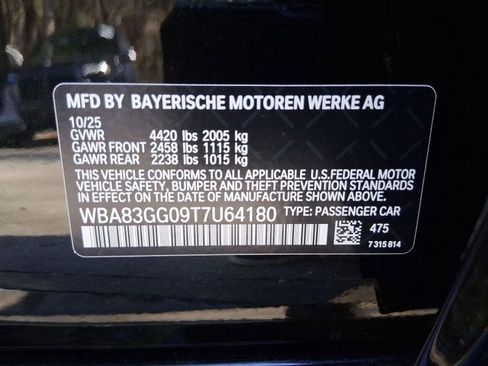 MFD BY BAYERISCHE MOTOREN WERKE AG
10/25
GVWR 4420 lbs 2005 kg
GAWR FRONT 2458 lbs 1115 kg
GAWR REAR 2238 lbs 1015 kg
THIS VEHICLE CONFORMS TO ALL APPLICABLE U.S.FEDERAL MOTOR
VEHICLE SAFETY BUMPER, AND THEFT PREVENTION STANDARDS
IN EFFECT ON THE DATE OF MANUFACTURE SHOWN ABOVE.
WBA83GG09T7U64180 TYPE: PASSENGER CAR
475
7 315 814